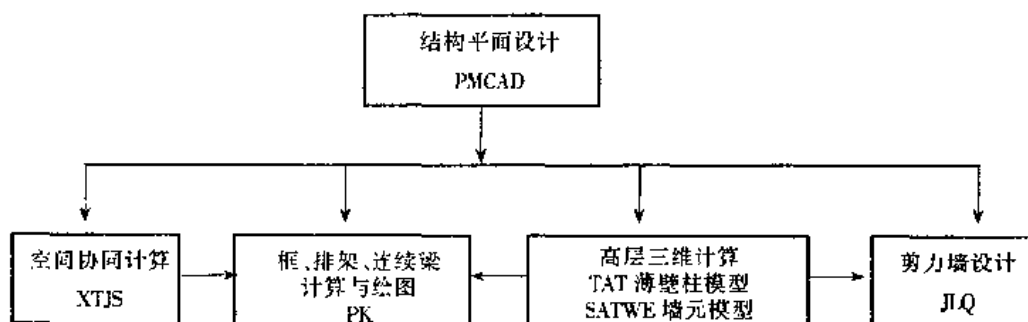 结构平面设计
PMCAD
空间协同计算
XTJS
框、排架、连续梁
计算与绘图
PK
高层三维计算
TAT 薄壁柱模型
SATWE 墙元模型
剪力墙设计
JLQ